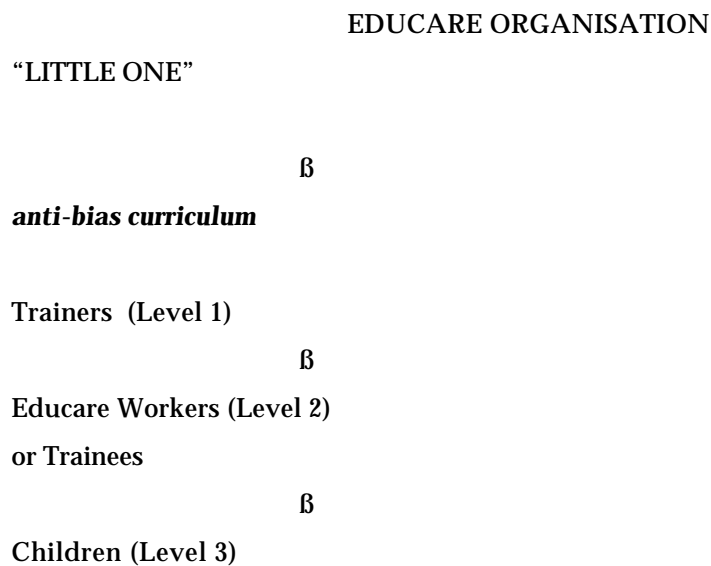 EDUCARE ORGANISATION
“LITTLE ONE”
ß
anti-bias curriculum
Trainers (Level 1)
ß
Educare Workers (Level 2)
or Trainees
ß
Children (Level 3)